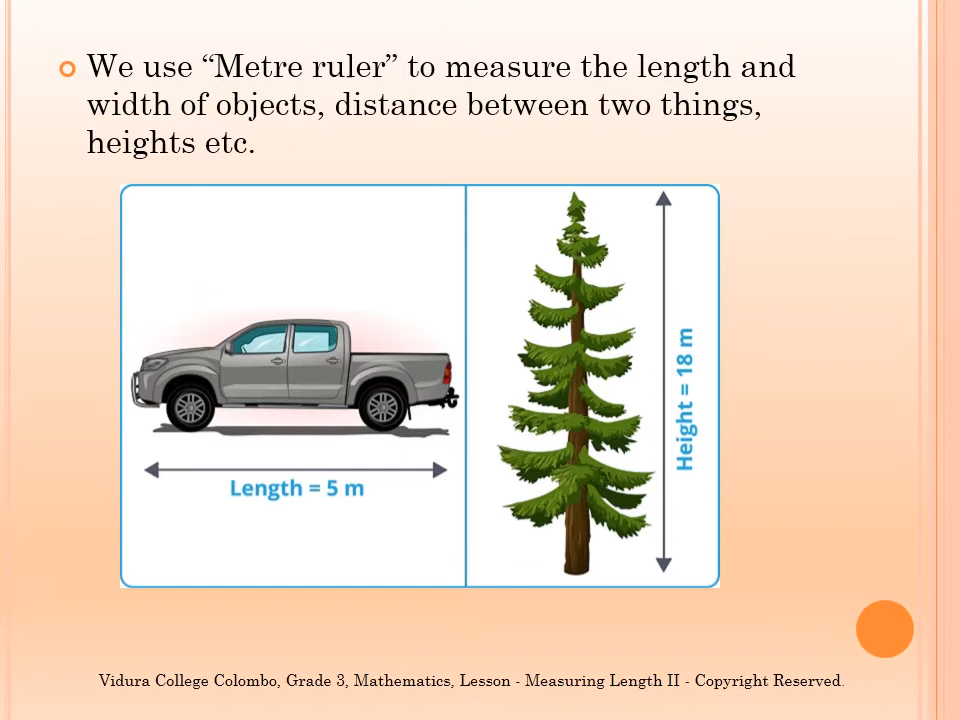 We use “Metre ruler” to measure the length and
width of objects, distance between two things,
heights etc.
Length = 5 m
Height = 18 m
Vidura College Colombo, Grade 3, Mathematics, Lesson - Measuring Length II - Copyright Reserved.